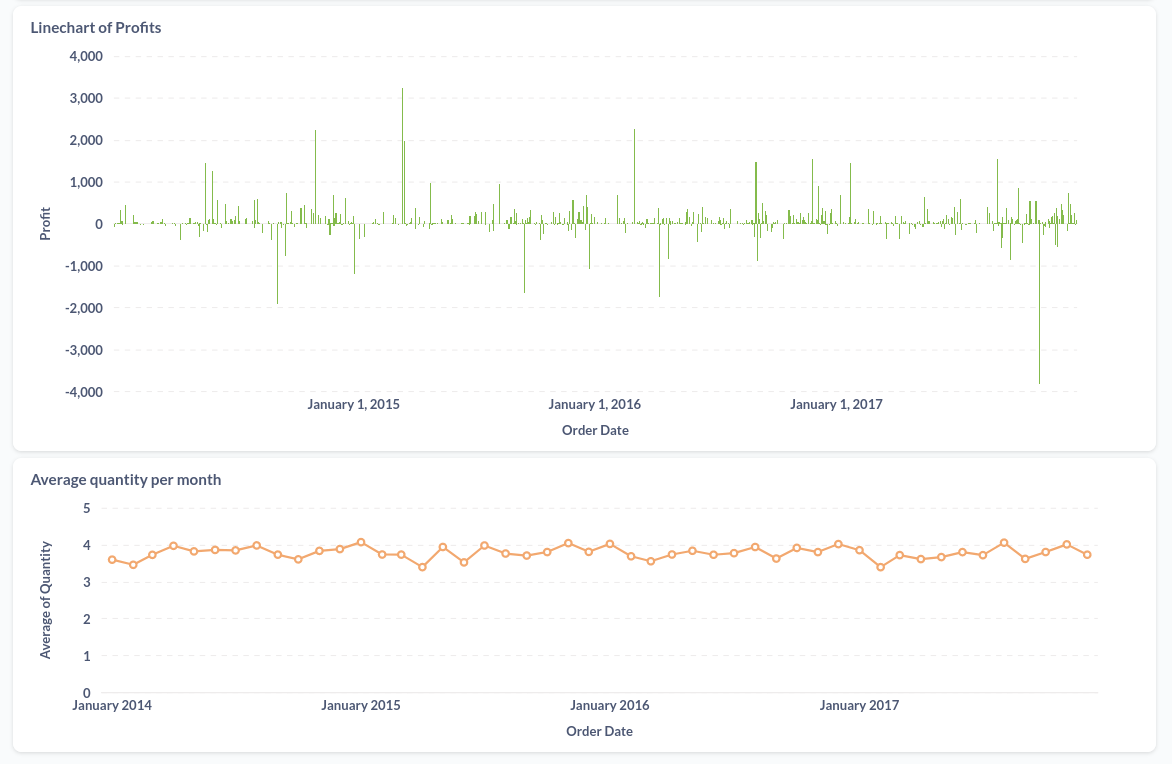 Linechart of Profits
4,000
3,000
2,000
1,000
0
-1,000
-2,000
-3,000
-4,000
Profit
January 1, 2015 January 1, 2016 January 1, 2017
Order Date
Average quantity per month
5
4
3
2
1
0
Average of Quantity
January 2014 January 2015 January 2016 January 2017
Order Date